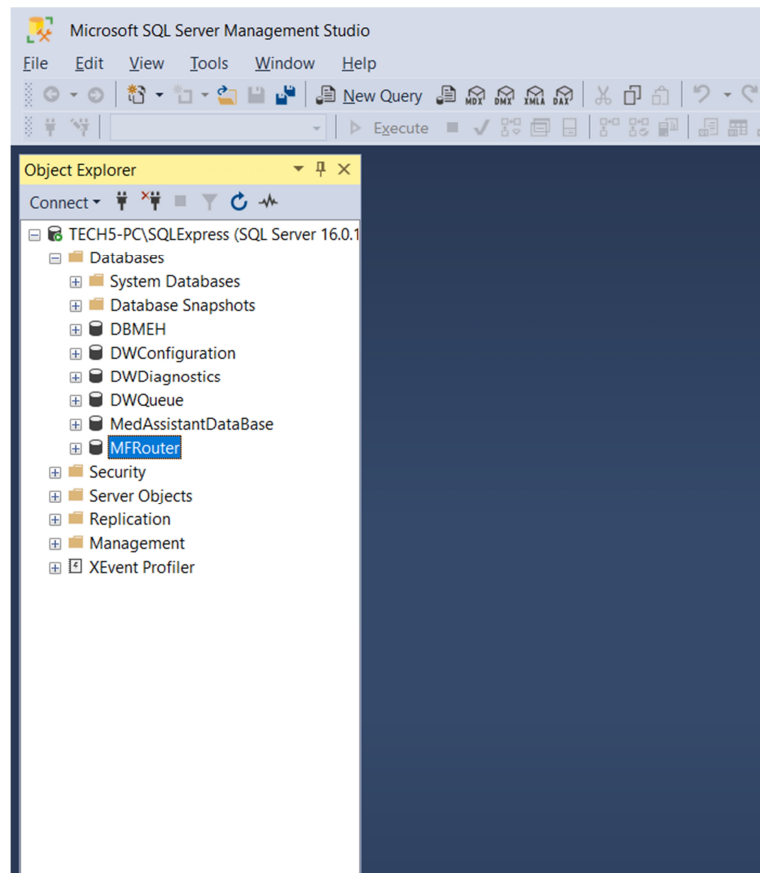 Microsoft SQL Server Management Studio
File Edit View Tools Window Help
New Query MDX DMX XMLA DAX
Execute
Object Explorer
Connect
TECH5-PC\SQLExpress (SQL Server 16.0.1
Databases
System Databases
Database Snapshots
DBMEH
DWConfiguration
DWDiagnostics
DWQueue
MedAssistantDataBase
MFRouter
Security
Server Objects
Replication
Management
XEvent Profiler